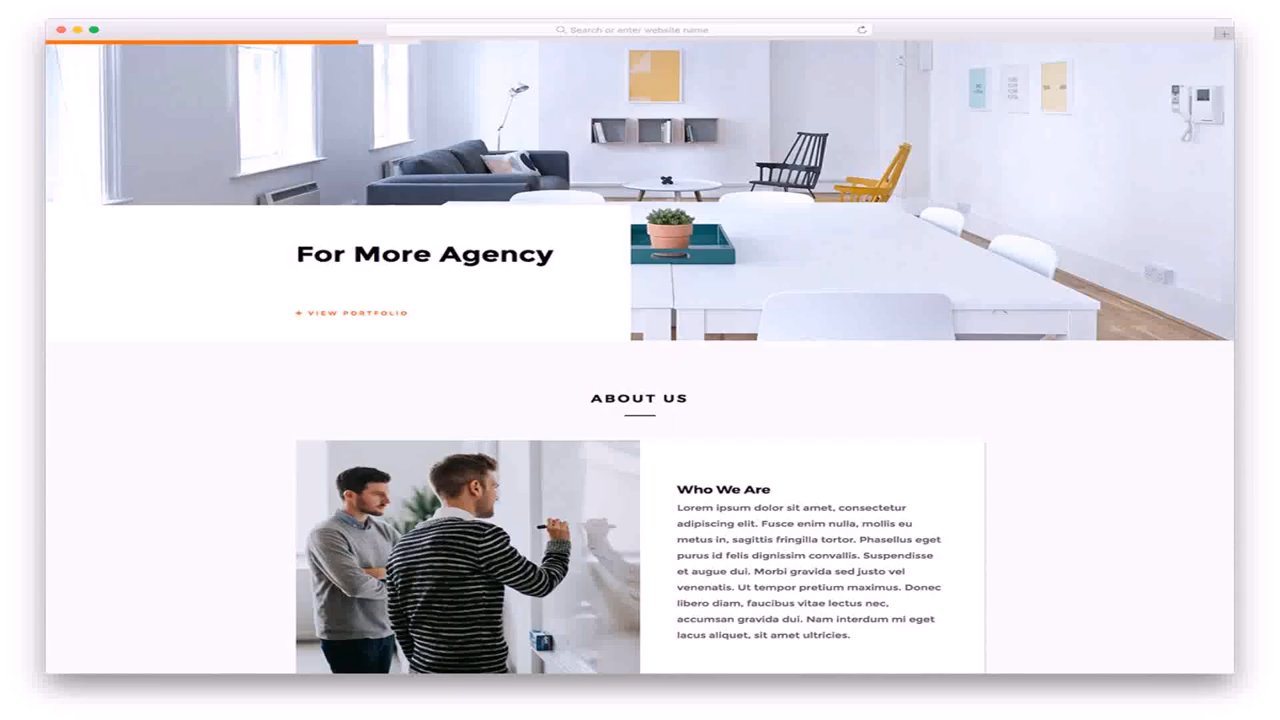 Search or enter website name
For More Agency
+ VIEW PORTFOLIO
ABOUT US
Who We Are
Lorem ipsum dolor sit amet, consectetur
adipiscing elit. Fusce enim nulla, mollis eu
metus in, sagittis fringilla tortor. Phasellus eget
purus id felis dignissim convallis. Suspendisse
et augue dui. Morbi gravida sed justo vel
venenatis. Ut tempor pretium maximus. Donec
libero diam, faucibus vitae lectus nec,
accumsan gravida dui. Nam interdum mi eget
lacus aliquet, sit amet ultricies.